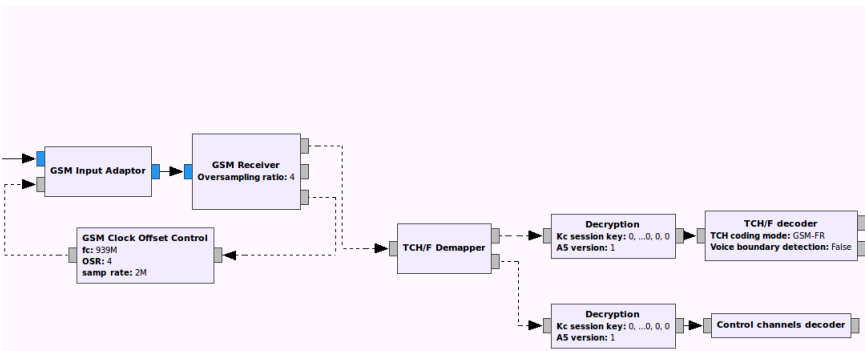 GSM Input Adaptor
GSM Receiver
Oversampling ratio: 4
GSM Clock Offset Control
fc: 939M
OSR: 4
samp rate: 2M
TCH/F Demapper
Decryption
Kc session key: 0, ...0, 0, 0
A5 version: 1
TCH/F decoder
TCH coding mode: GSM-FR
Voice boundary detection: False
Decryption
Kc session key: 0, ...0, 0, 0
A5 version: 1
Control channels decoder